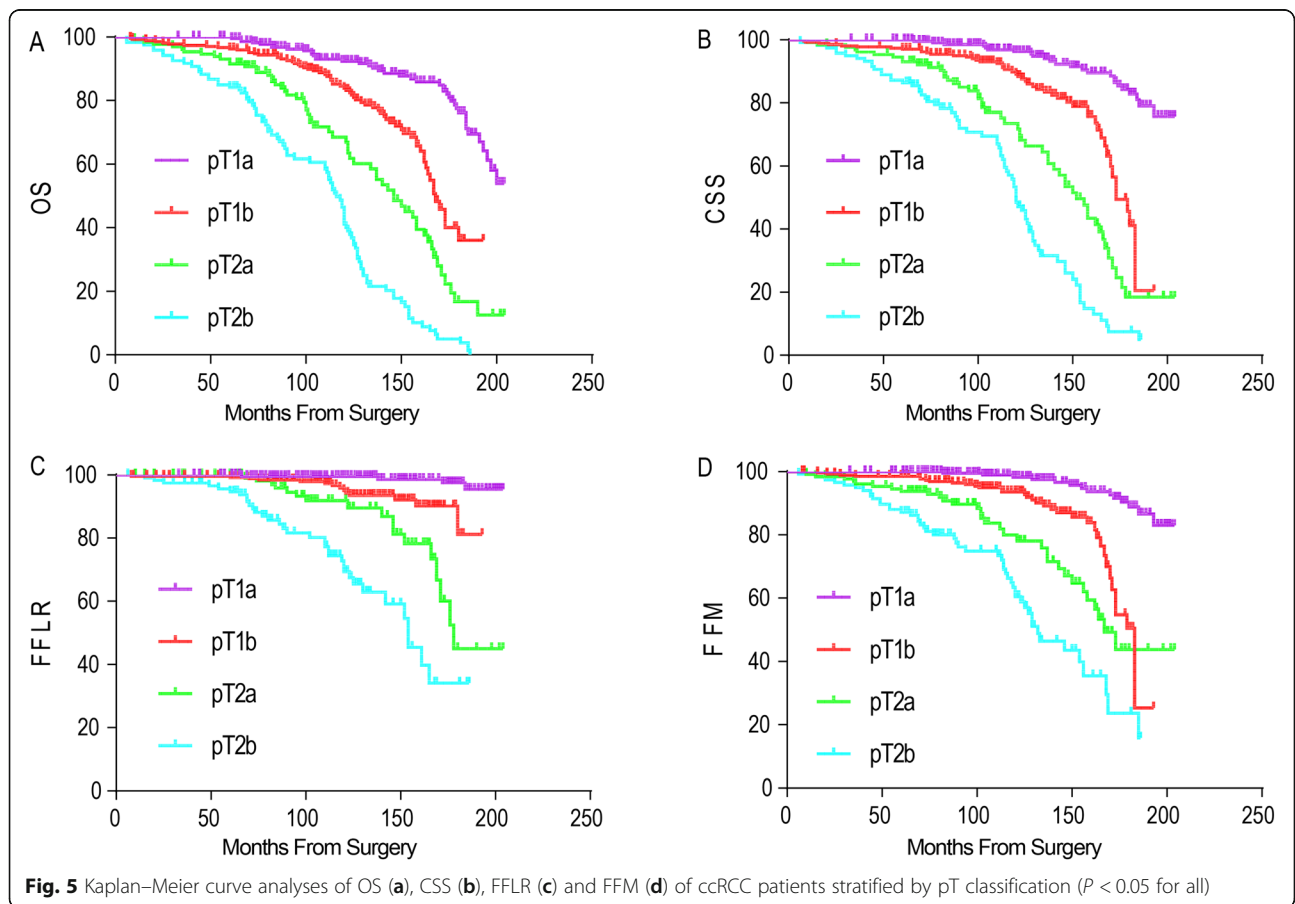 A
OS
100
80
60
40
20
0
pT1a
pT1b
pT2a
pT2b
0 50 100 150 200 250
Months From Surgery
B
CSS
100
80
60
40
20
0
pT1a
pT1b
pT2a
pT2b
0 50 100 150 200 250
Months From Surgery
C
FFLR
100
80
60
40
20
0
pT1a
pT1b
pT2a
pT2b
0 50 100 150 200 250
Months From Surgery
D
FFM
100
80
60
40
20
0
pT1a
pT1b
pT2a
pT2b
0 50 100 150 200 250
Months From Surgery
Fig. 5 Kaplan–Meier curve analyses of OS (a), CSS (b), FFLR (c) and FFM (d) of ccRCC patients stratified by pT classification (P < 0.05 for all)